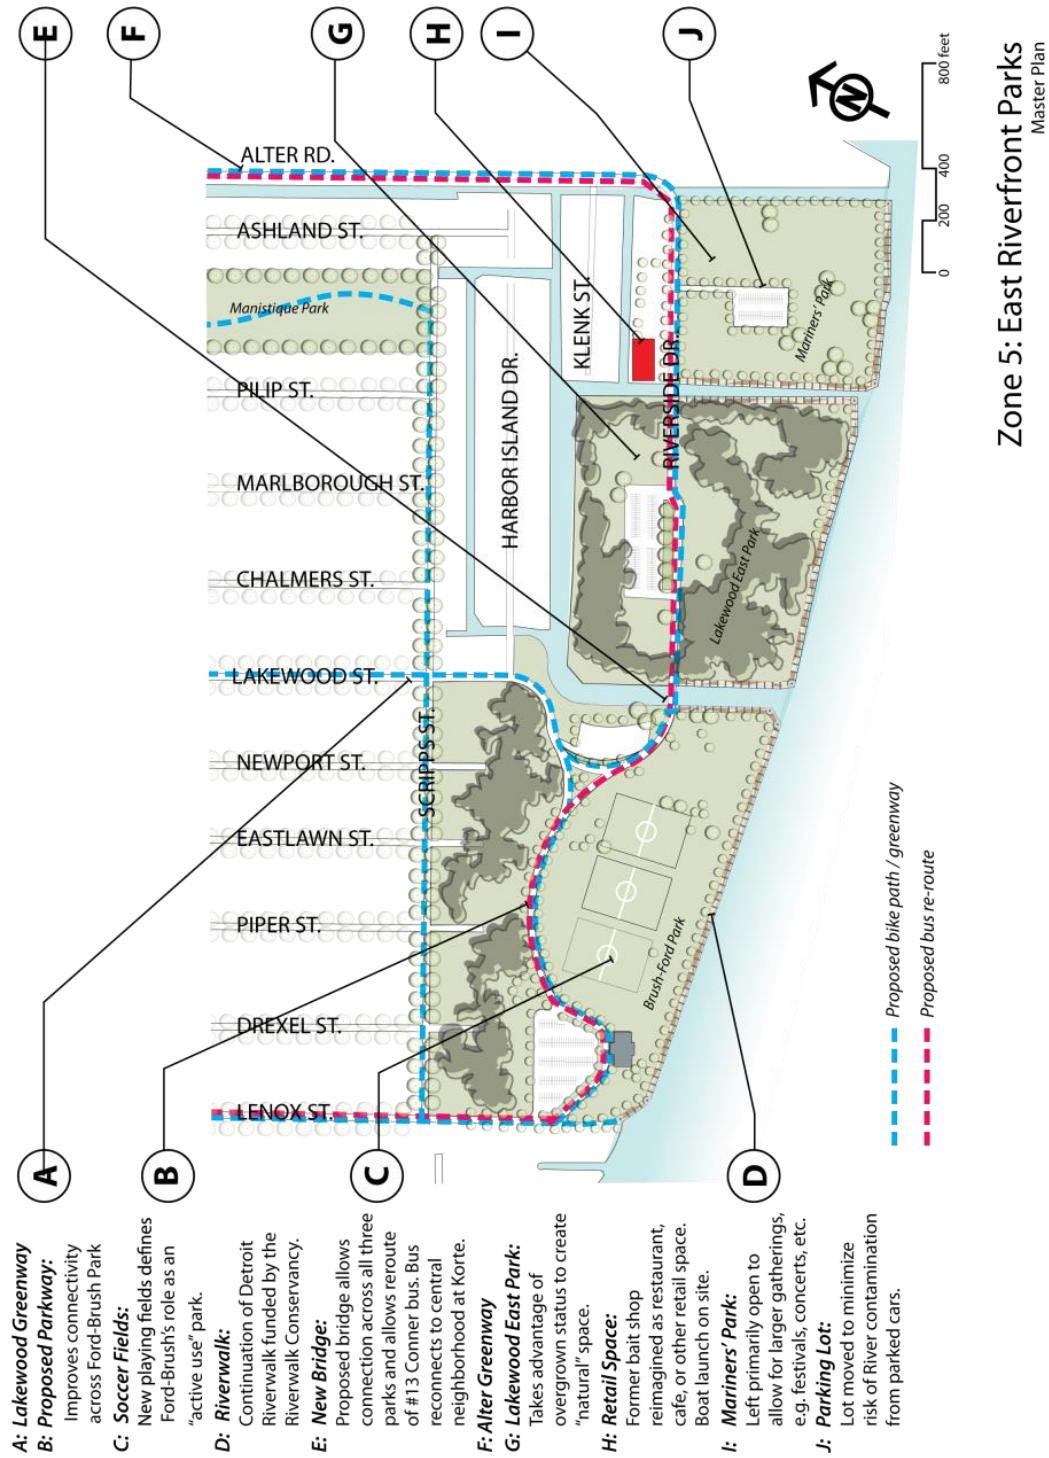 A: Lakewood Greenway
B: Proposed Parkway:
Improves connectivity
across Ford-Brush Park
C: Soccer Fields:
New playing fields defines
Ford-Brush's role as an
"active use" park.
D: Riverwalk:
Continuation of Detroit
Riverwalk funded by the
Riverwalk Conservancy.
E: New Bridge:
Proposed bridge allows
connection across all three
parks and allows reroute
of #13 Conner bus. Bus
reconnects to central
neighborhood at Korte.
F: Alter Greenway
G: Lakewood East Park:
Takes advantage of
overgrown status to create
"natural" space.
H: Retail Space:
Former bait shop
reimagined as restaurant,
cafe, or other retail space.
Boat launch on site.
I: Mariners' Park:
Left primarily open to
allow for larger gatherings,
e.g. festivals, concerts, etc.
J: Parking Lot:
Lot moved to minimize
risk of River contamination
from parked cars.
A
B
C
D
E
F
G
H
I
J
LENOX ST.
DREXEL ST.
PIPER ST.
EASTLAWN ST.
NEWPORT ST.
LAKEWOOD ST.
CHALMERS ST.
MARLBOROUGH ST.
PILIP ST.
Manistique Park
ASHLAND ST.
ALTER RD.
SCRIPPS ST.
HARBOR ISLAND DR.
KLENK ST.
RIVERSIDE DR.
Brush-Ford Park
Lakewood East Park
Mariners' Park
Proposed bike path / greenway
Proposed bus re-route
N
0
200
400
800 feet
Zone 5: East Riverfront Parks
Master Plan